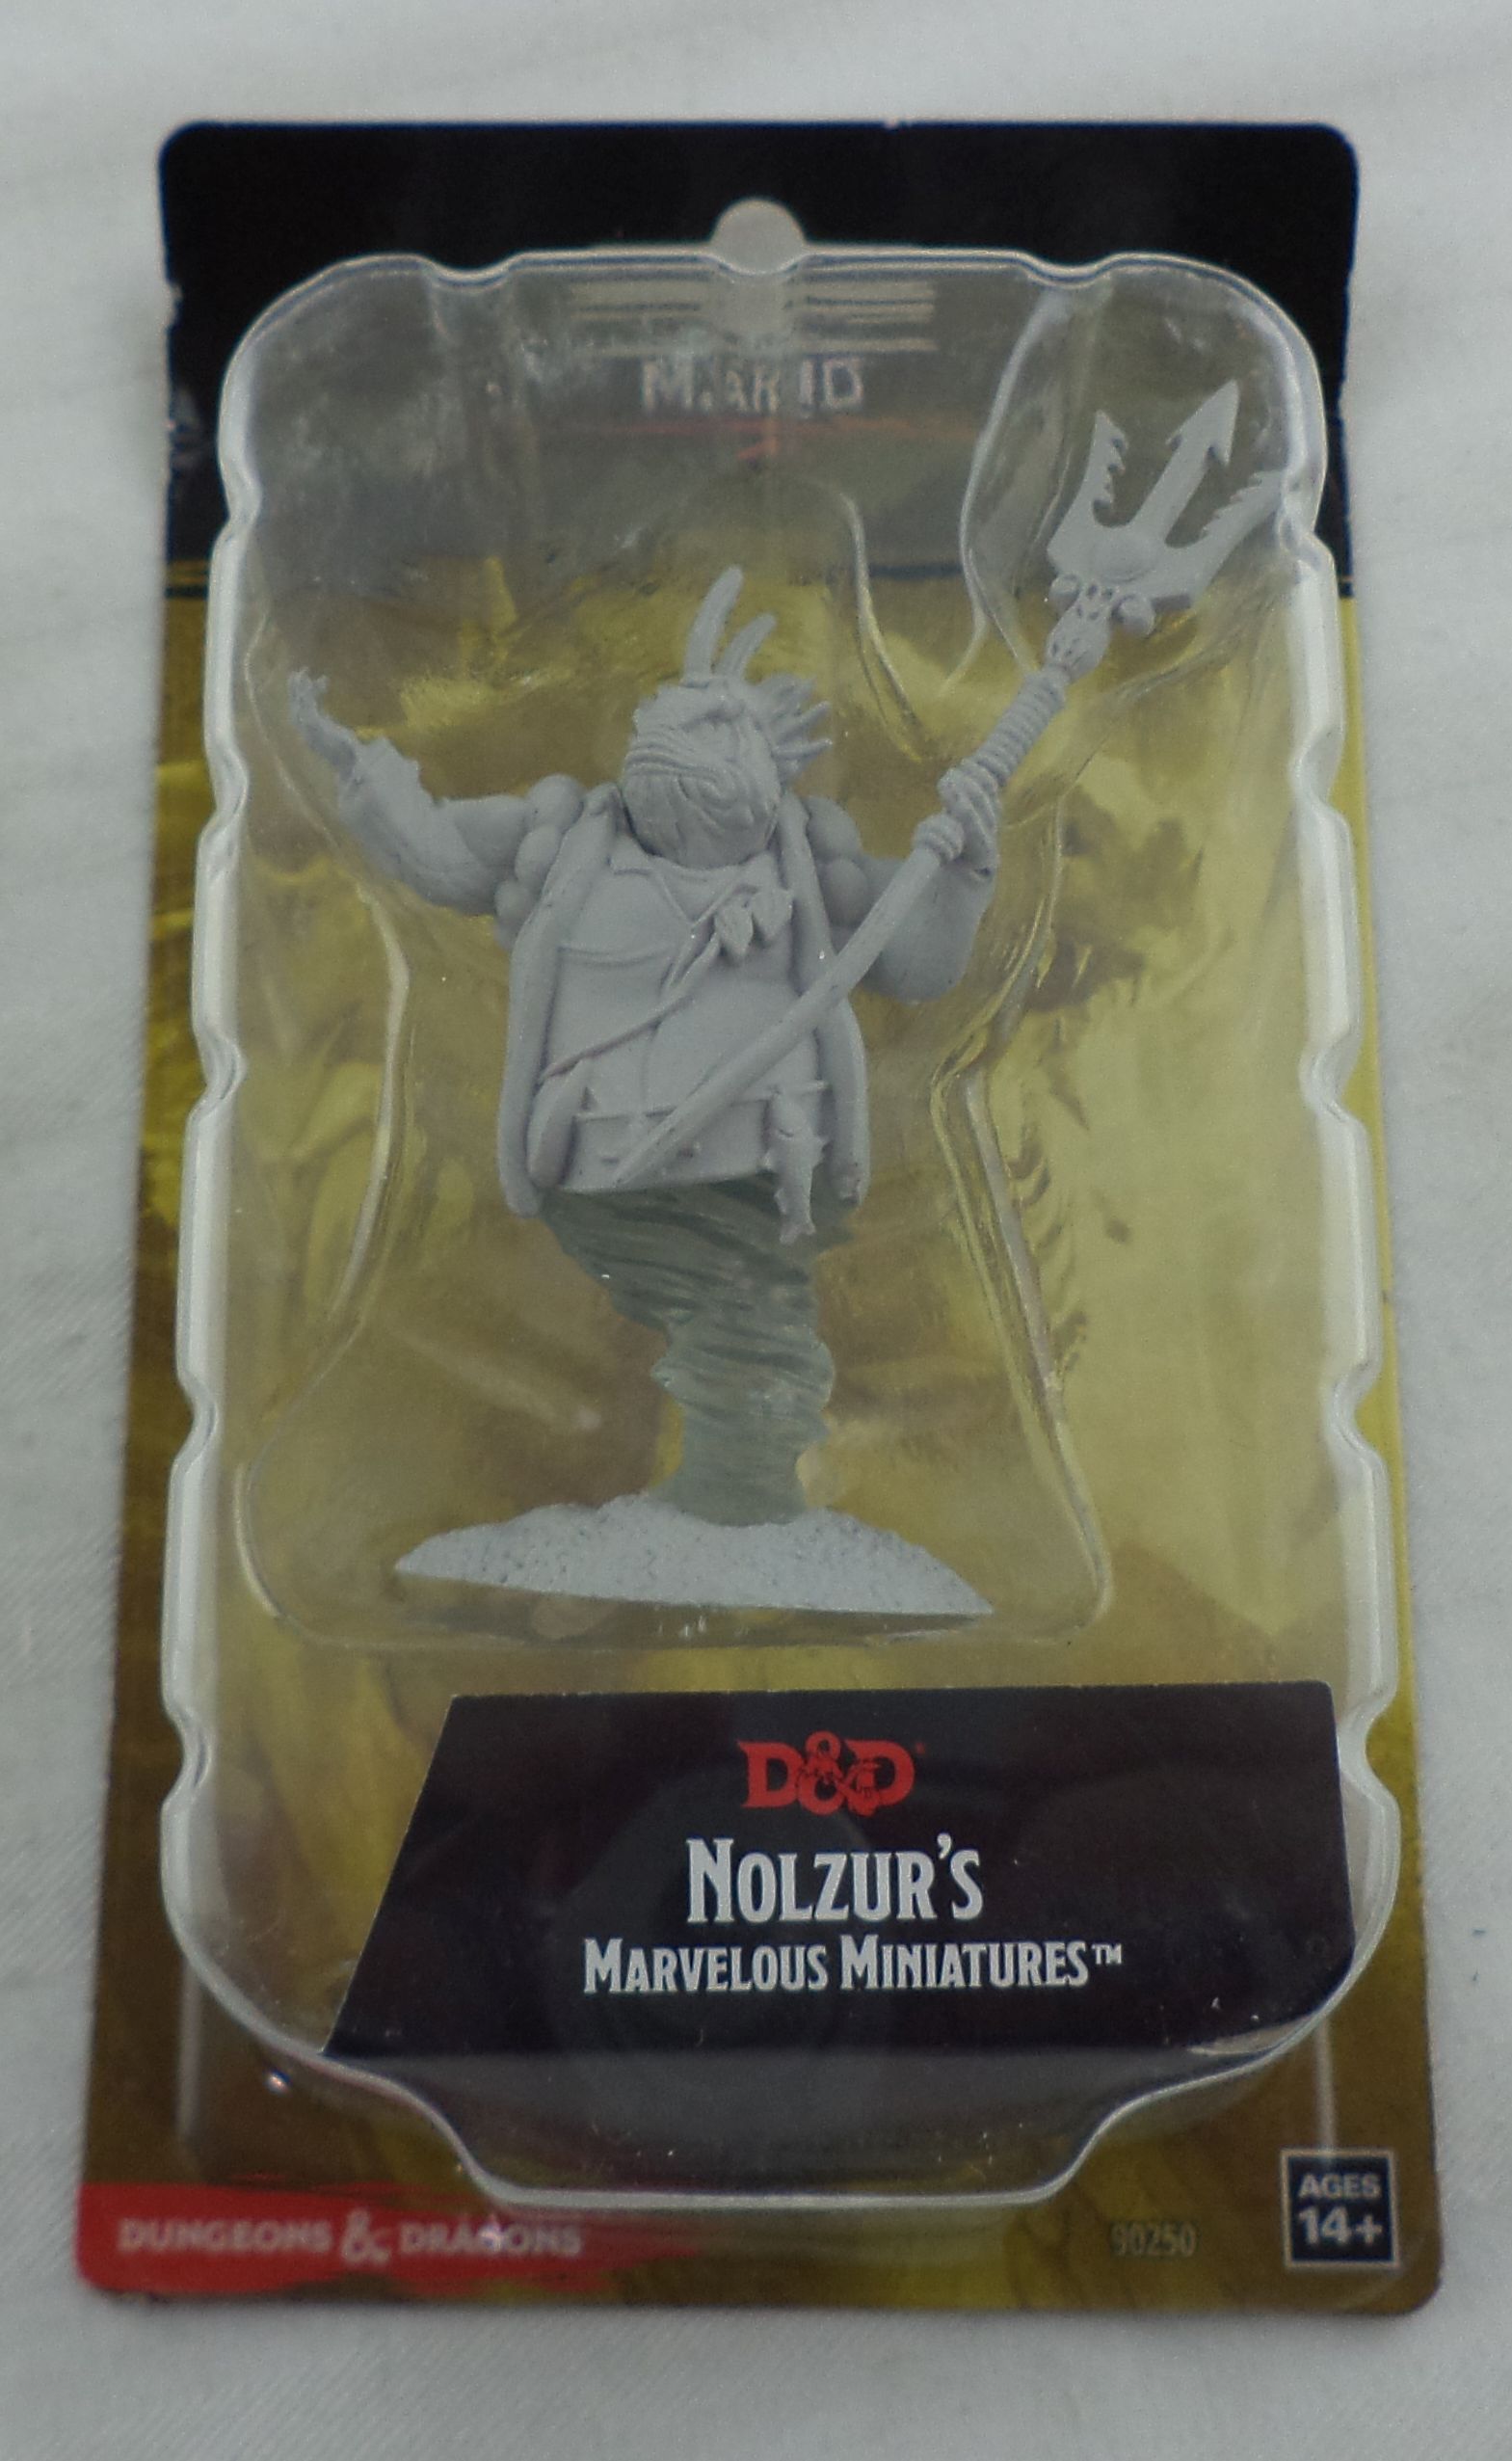 MARID
D&D®
NOLZUR'S
MARVELOUS MINIATURES™
DUNGEONS & DRAGONS
90250
AGES
14+